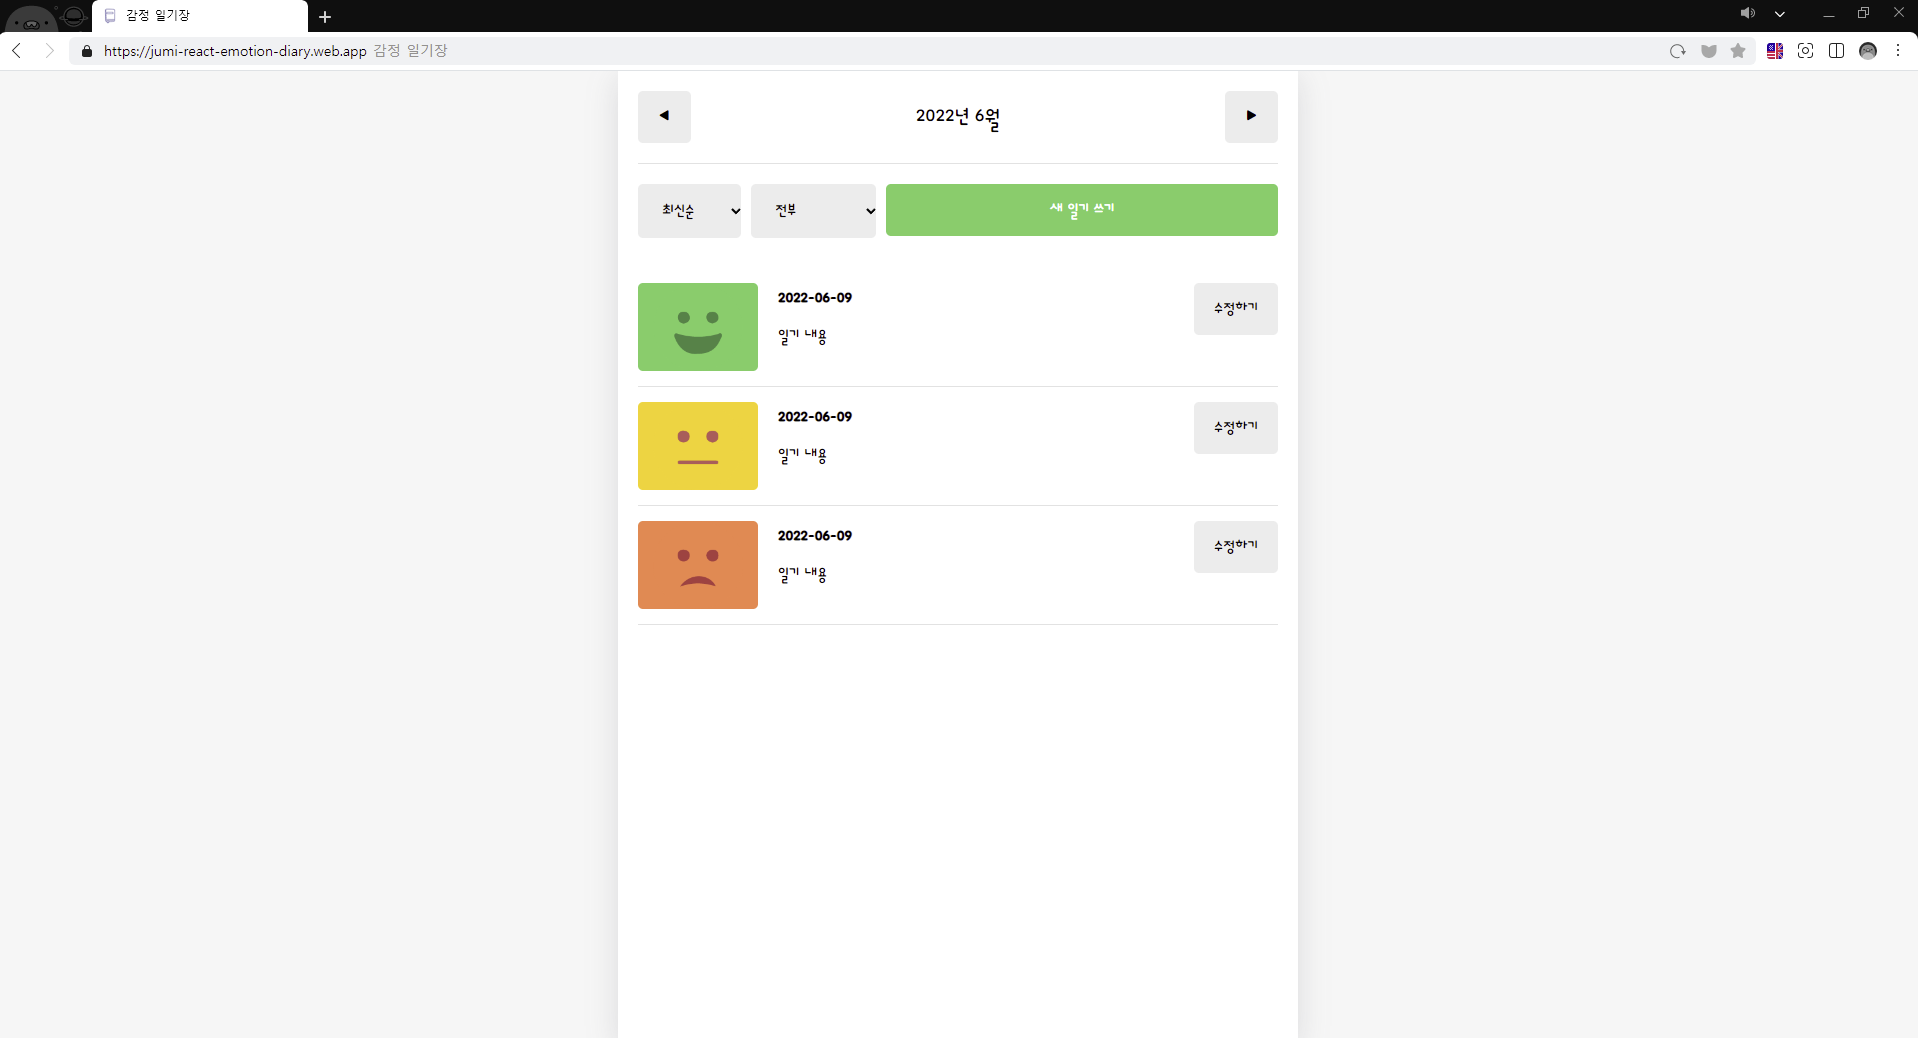 감정 일기장
https://jumi-react-emotion-diary.web.app 감정 일기장
2022년 6월
최신순 전부 새 일기 쓰기
2022-06-09 수정하기
일기 내용
2022-06-09 수정하기
일기 내용
2022-06-09 수정하기
일기 내용